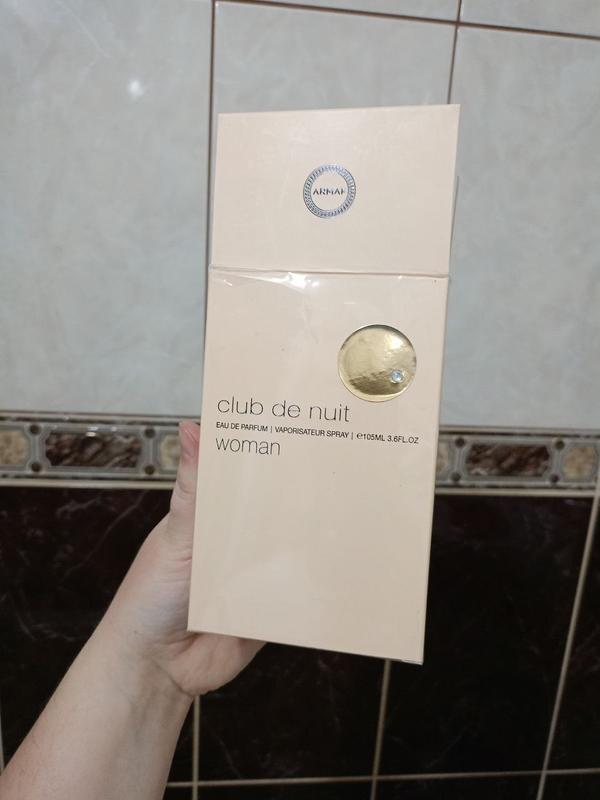 ARMAF
club de nuit
EAU DE PARFUM | VAPORISATEUR SPRAY | ℮105ML 3.6FL.OZ
woman